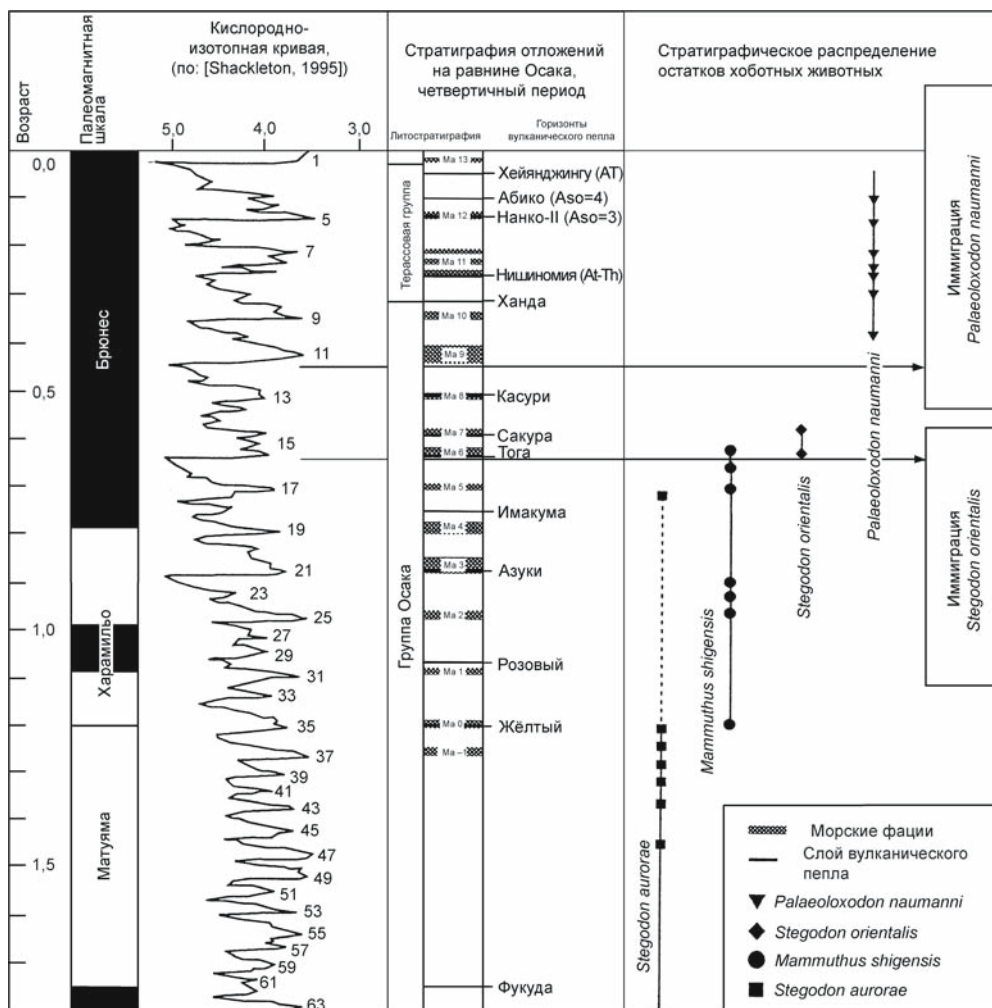 Возраст
Палеомагнитная
шкала
Кислородно-
изотопная кривая,
(по: [Shackleton, 1995])
5,0
4,0
3,0
Стратиграфия отложений
на равнине Осака,
четвертичный период
Литостратиграфия
Горизонты
вулканического пепла
Стратиграфическое распределение
остатков хоботных животных
0,0
0,5
1,0
1,5
Брюнес
Харамильо
Матуяма
1
5
7
9
11
13
15
17
19
21
23
25
27
29
31
33
35
37
39
41
43
45
47
49
51
53
55
57
59
61
63
Терассовая группа
Группа Осака
Ma 13
Ma 12
Ma 11
Ma 10
Ma 9
Ma 8
Ma 7
Ma 6
Ma 5
Ma 4
Ma 3
Ma 2
Ma 1
Ma 0
Ma –1
Хейянджингу (AT)
Абико (Aso=4)
Нанко-II (Aso=3)
Нишиномия (At-Th)
Ханда
Касури
Сакура
Тога
Имакума
Азуки
Розовый
Жёлтый
Фукуда
Stegodon aurorae
Mammuthus shigensis
Stegodon orientalis
Palaeoloxodon naumanni
Иммиграция
Palaeoloxodon naumanni
Иммиграция
Stegodon orientalis
Морские фации
Слой вулканического
пепла
Palaeoloxodon naumanni
Stegodon orientalis
Mammuthus shigensis
Stegodon aurorae